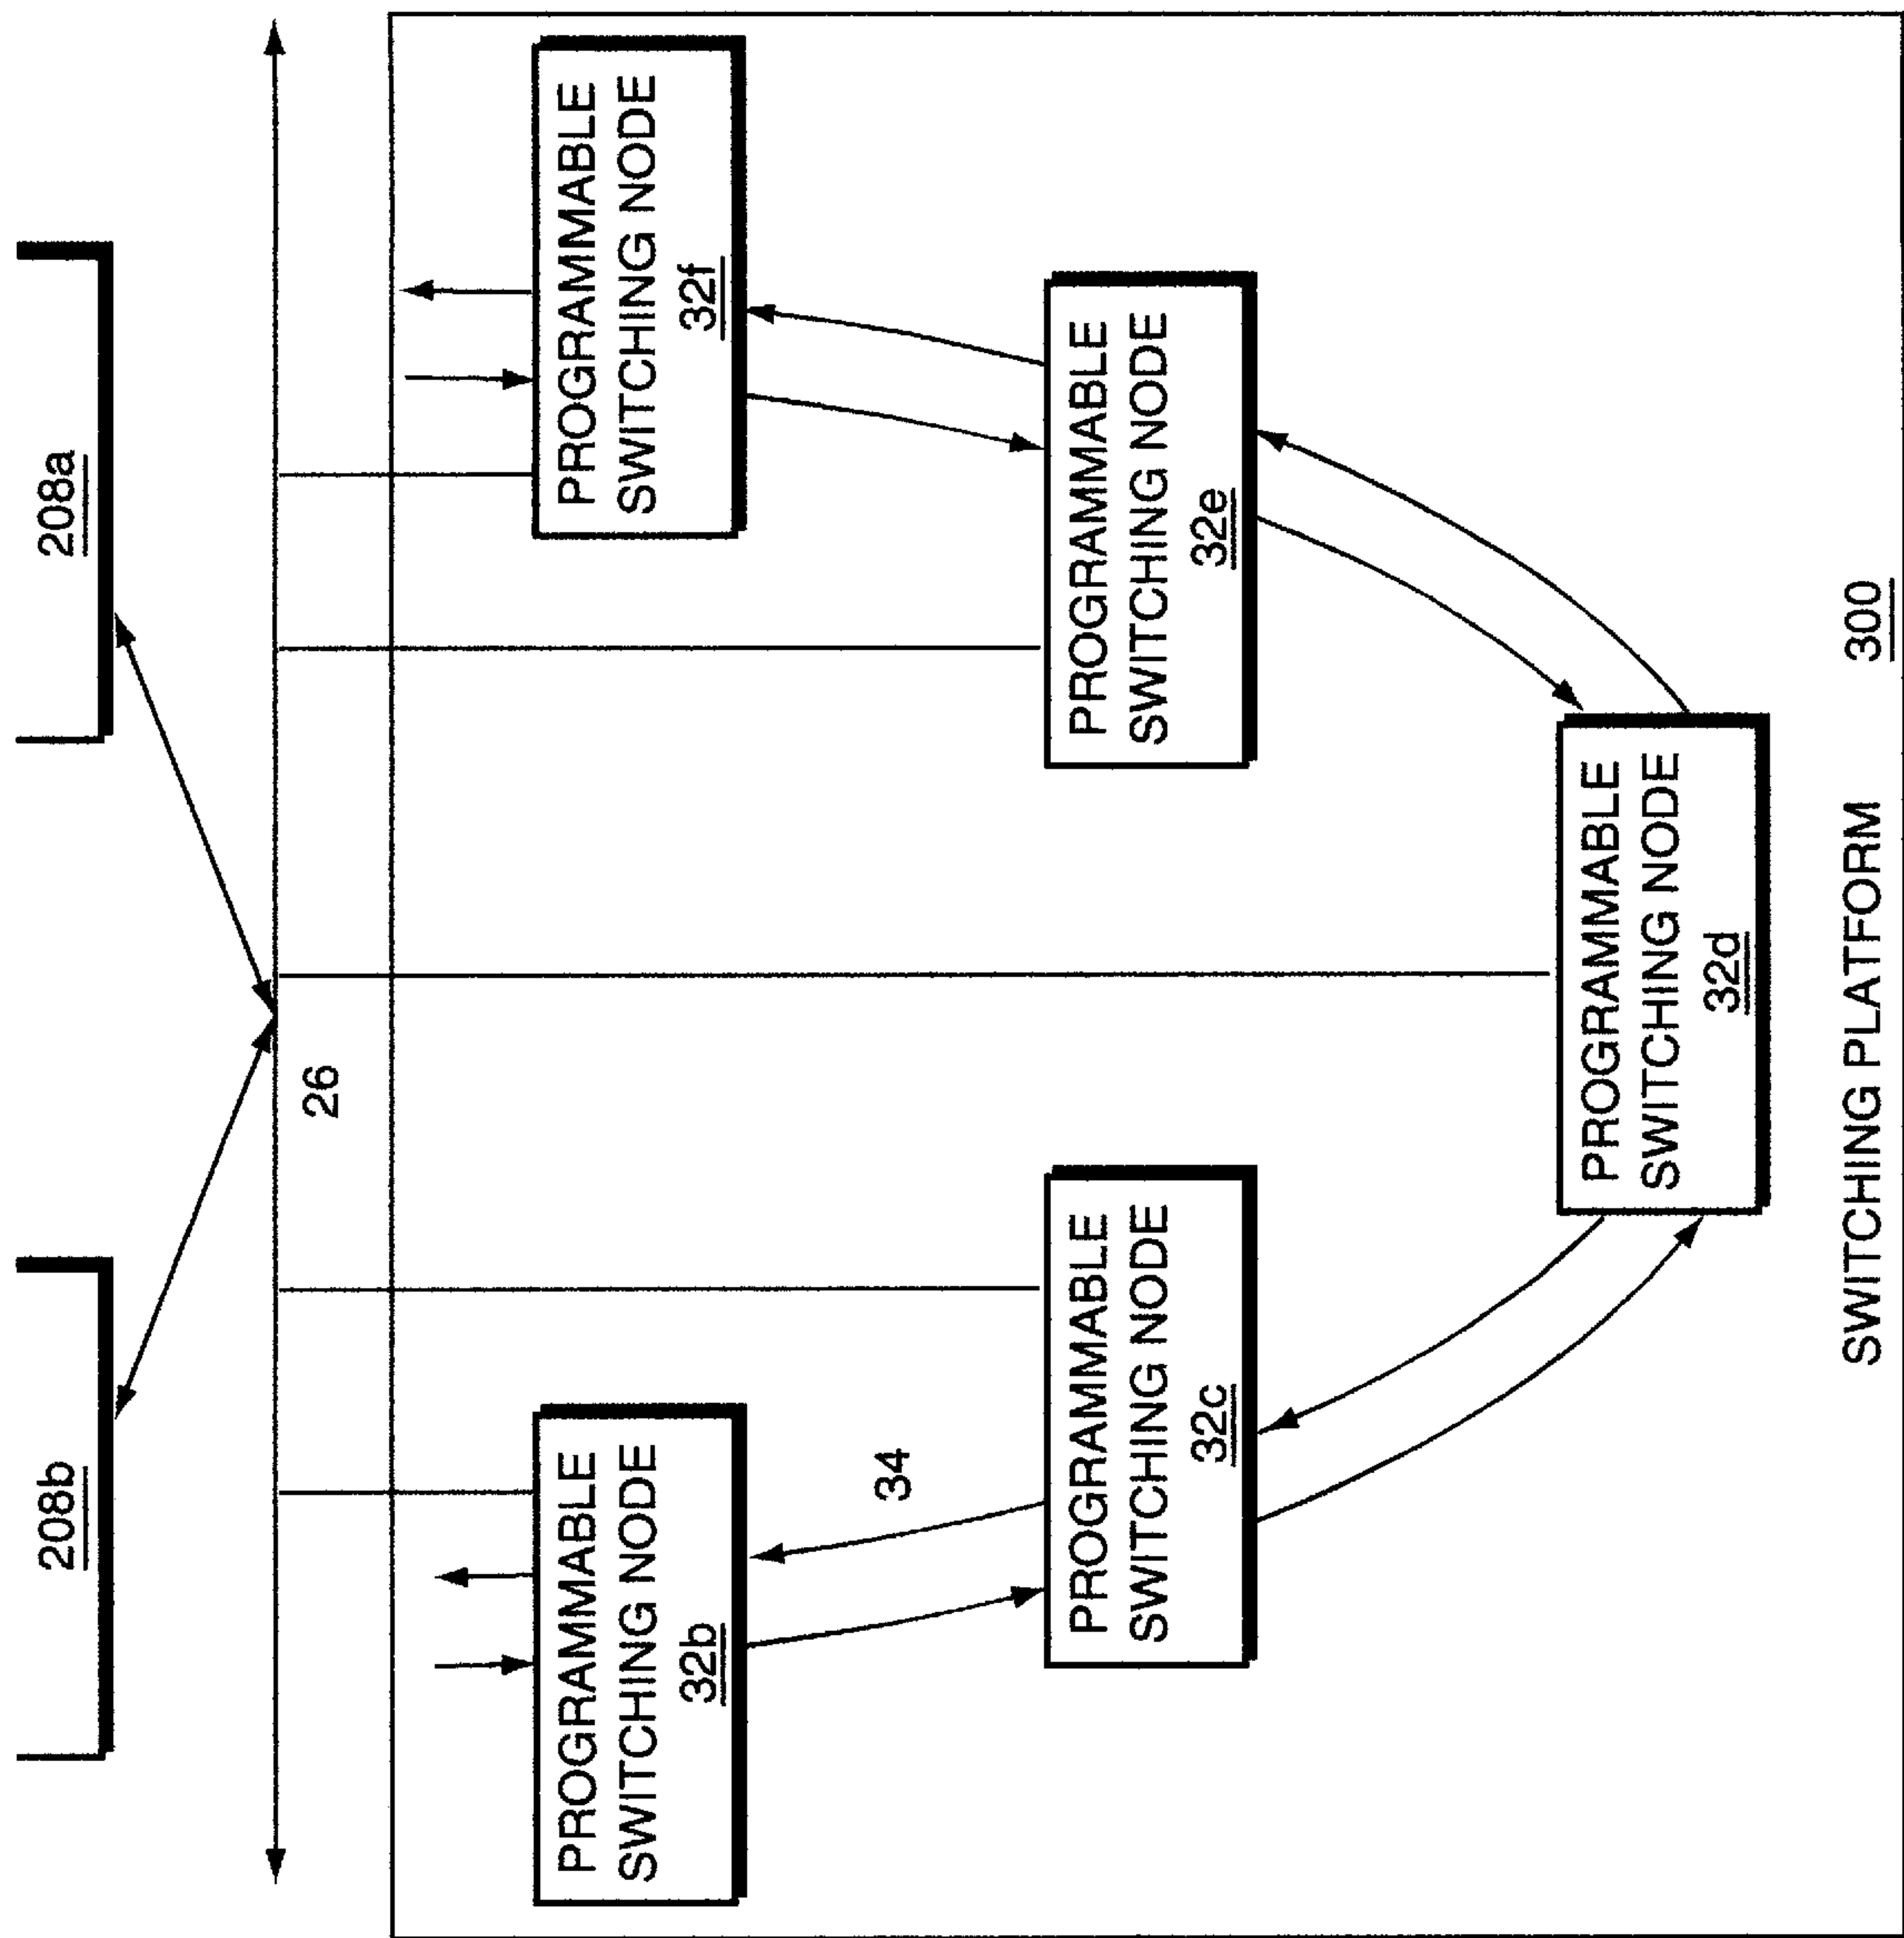 208b
208a
26
PROGRAMMABLE
SWITCHING NODE
32b
PROGRAMMABLE
SWITCHING NODE
32f
34
PROGRAMMABLE
SWITCHING NODE
32c
PROGRAMMABLE
SWITCHING NODE
32e
PROGRAMMABLE
SWITCHING NODE
32d
SWITCHING PLATFORM 300